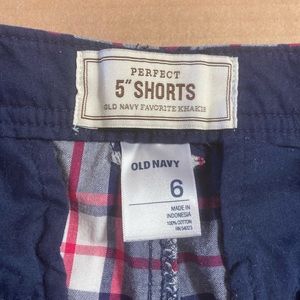 PERFECT
5" SHORTS
OLD NAVY FAVORITE KHAKIS
OLD NAVY
6
MADE IN
INDONESIA
100% COTTON